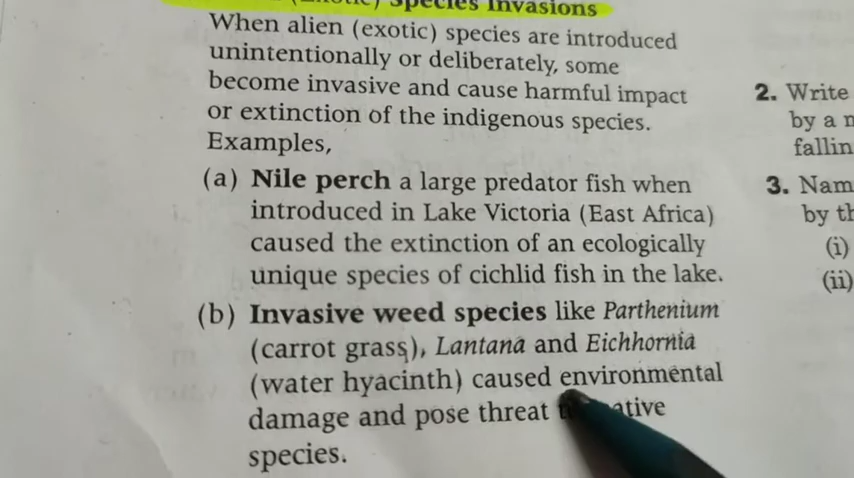 Species Invasions
When alien (exotic) species are introduced
unintentionally or deliberately, some
become invasive and cause harmful impact
or extinction of the indigenous species.
Examples,
(a) Nile perch a large predator fish when
introduced in Lake Victoria (East Africa)
caused the extinction of an ecologically
unique species of cichlid fish in the lake.
(b) Invasive weed species like Parthenium
(carrot grass), Lantana and Eichhornia
(water hyacinth) caused environmental
damage and pose threat
species.
2. Write
by a
3.
by
(i)
(ii)